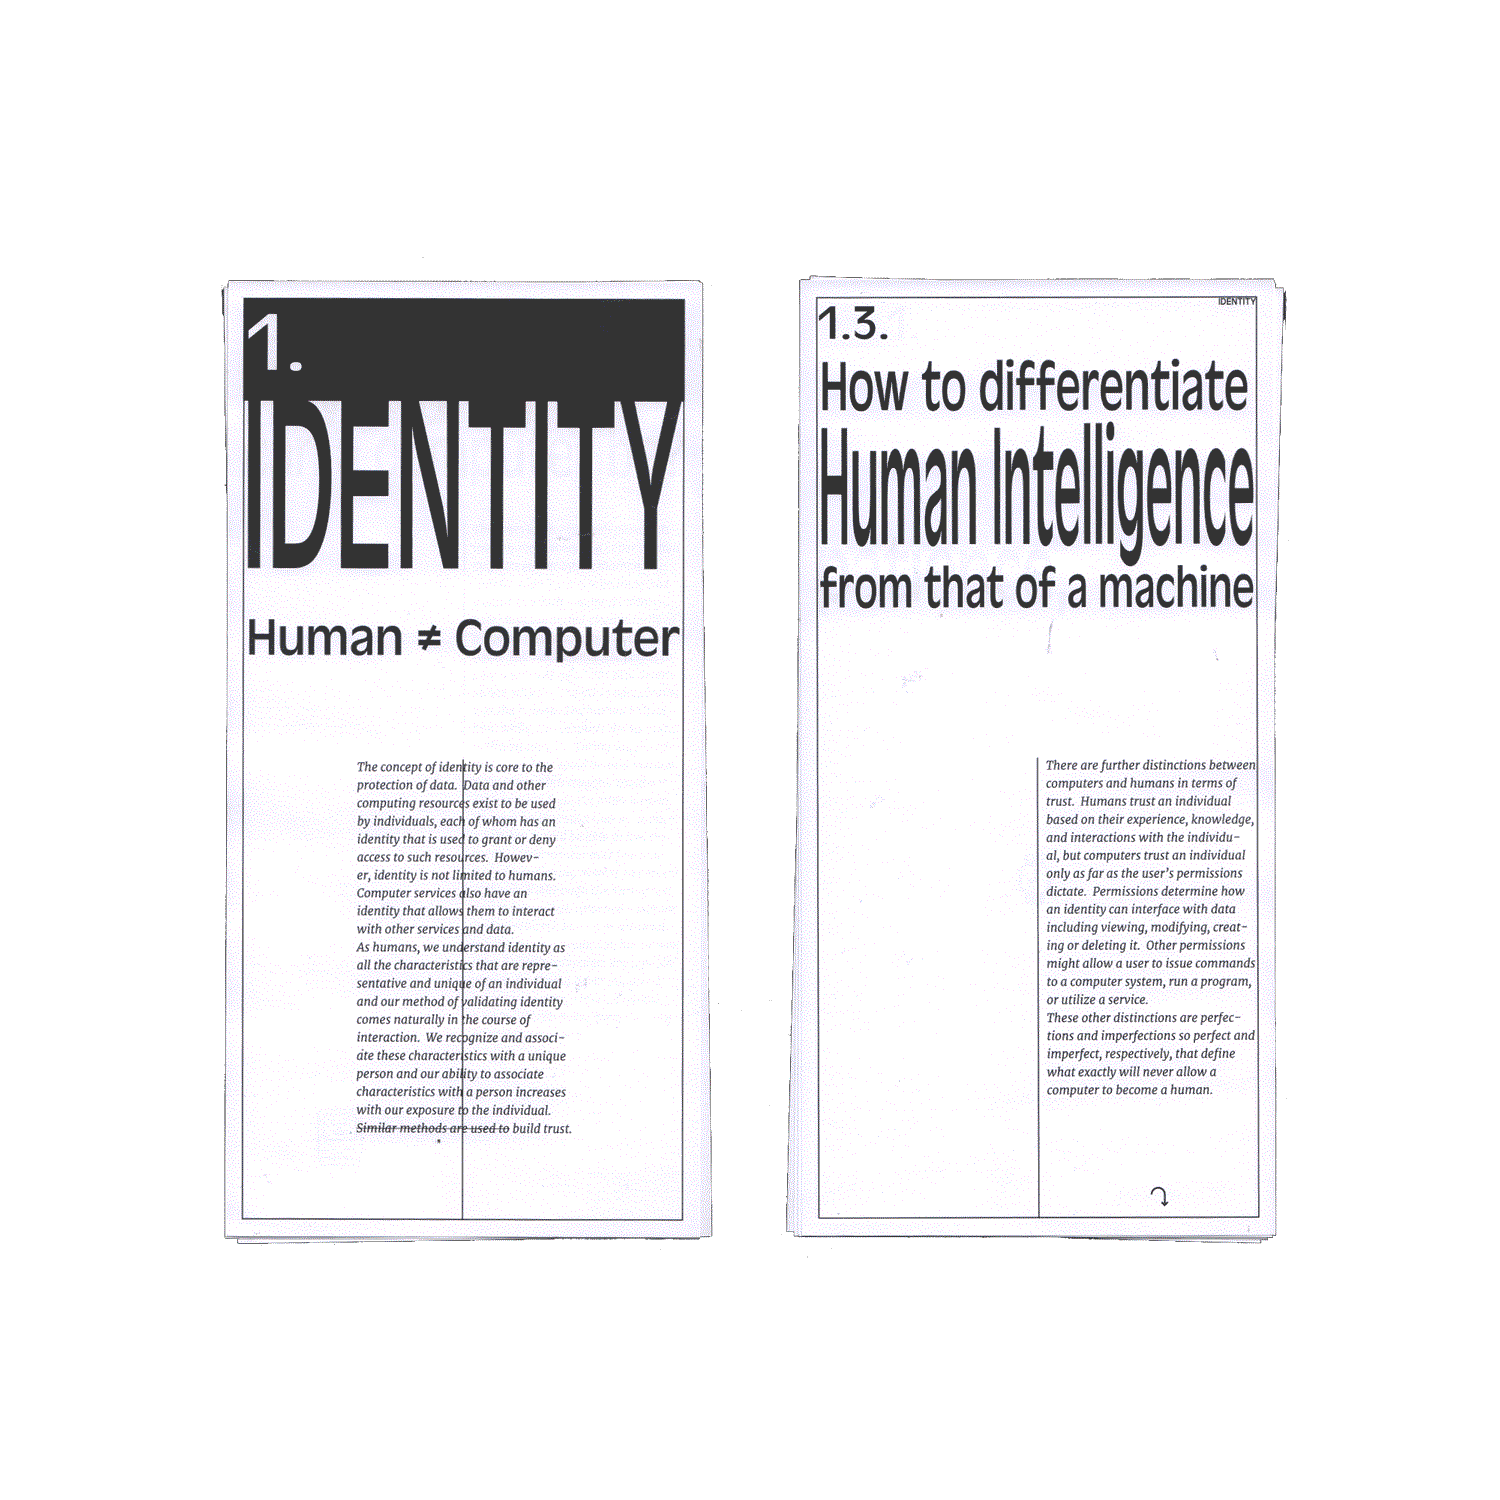 1.
IDENTITY
Human ≠ Computer
The concept of identity is core to the
protection of data. Data and other
computing resources exist to be used
by individuals, each of whom has an
identity that is used to grant or deny
access to such resources. Howev-
er, identity is not limited to humans.
Computer services also have an
identity that allows them to interact
with other services and data.
As humans, we understand identity as
all the characteristics that are repre-
sentative and unique of an individual
and our method of validating identity
comes naturally in the course of
interaction. We recognize and associ-
ate these characteristics with a unique
person and our ability to associate
characteristics with a person increases
with our exposure to the individual.
Similar methods are used to build trust.
IDENTITY
1.3.
How to differentiate
Human Intelligence
from that of a machine
There are further distinctions between
computers and humans in terms of
trust. Humans trust an individual
based on their experience, knowledge,
and interactions with the individu-
al, but computers trust an individual
only as far as the user's permissions
dictate. Permissions determine how
an identity can interface with data
including viewing, modifying, creat-
ing or deleting it. Other permissions
might allow a user to issue commands
to a computer system, run a program,
or utilize a service.
These other distinctions are perfec-
tions and imperfections so perfect and
imperfect, respectively, that define
what exactly will never allow a
computer to become a human.